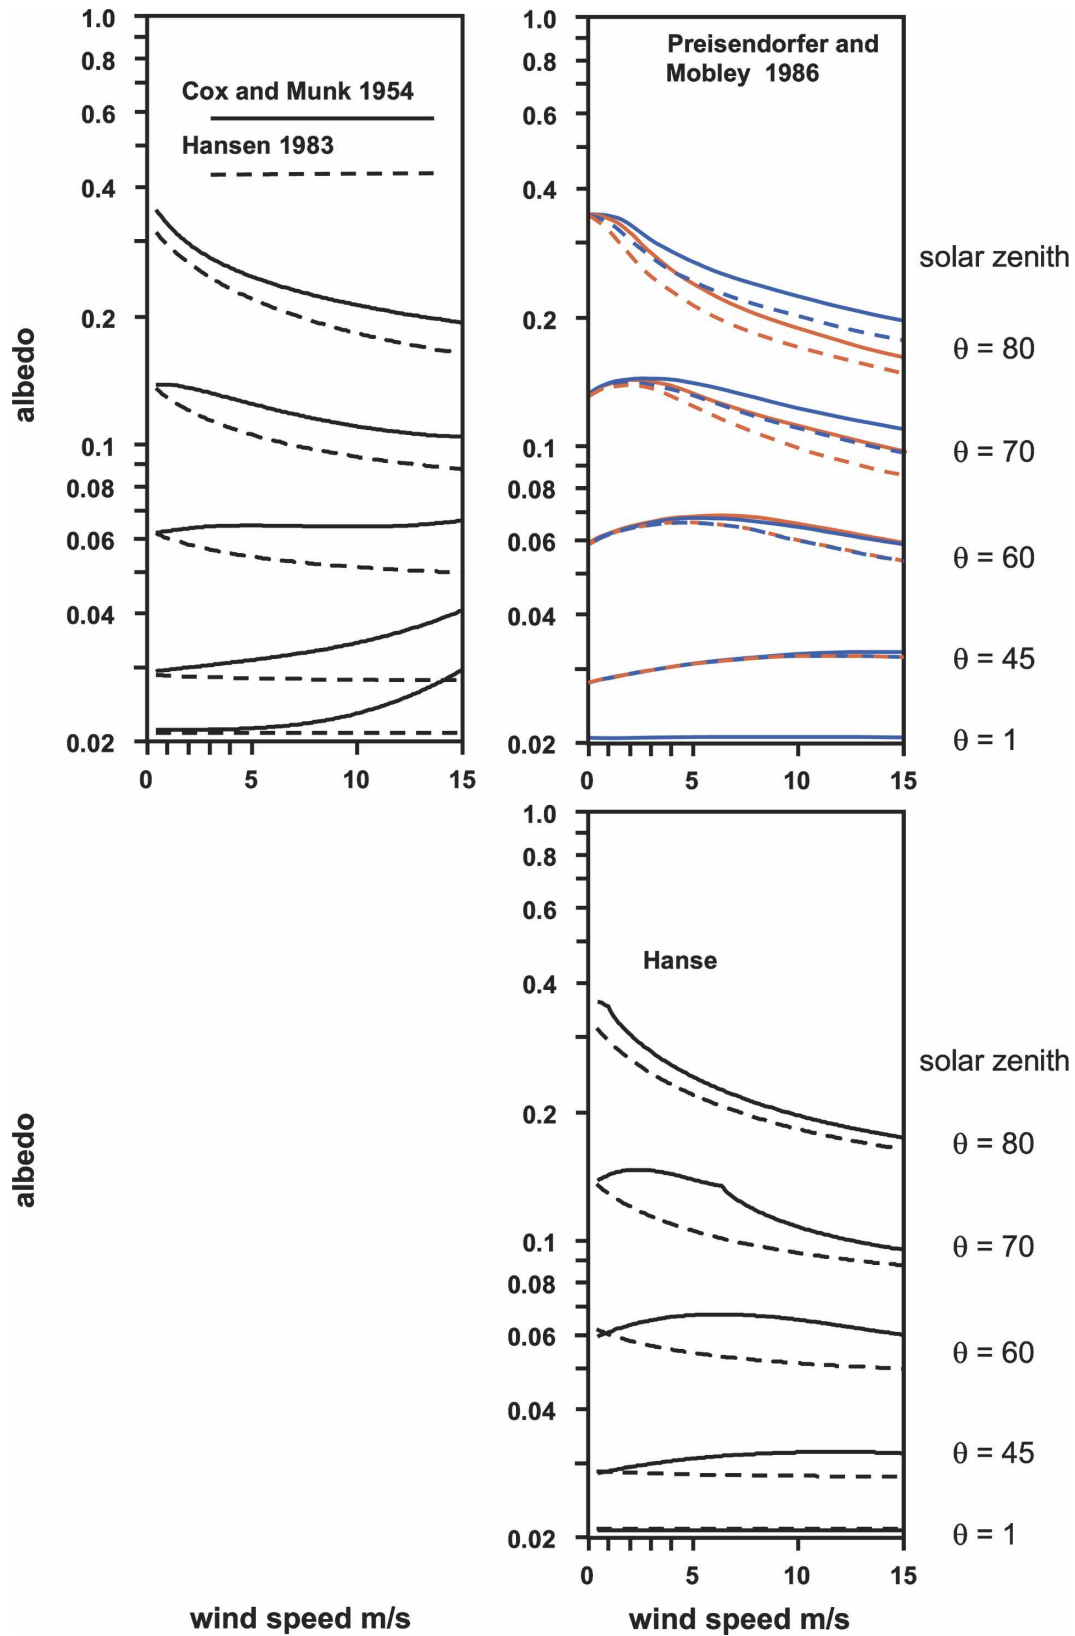 1.0
0.8
0.6
0.4
0.2
0.1
0.08
0.06
0.04
0.02
albedo
Cox and Munk 1954
Hansen 1983
0
5
10
15
1.0
0.8
0.6
0.4
0.2
0.1
0.08
0.06
0.04
0.02
Preisendorfer and
Mobley 1986
0
5
10
15
solar zenith
θ = 80
θ = 70
θ = 60
θ = 45
θ = 1
albedo
1.0
0.8
0.6
0.4
0.2
0.1
0.08
0.06
0.04
0.02
Hanse
0
5
10
15
solar zenith
θ = 80
θ = 70
θ = 60
θ = 45
θ = 1
wind speed m/s
wind speed m/s